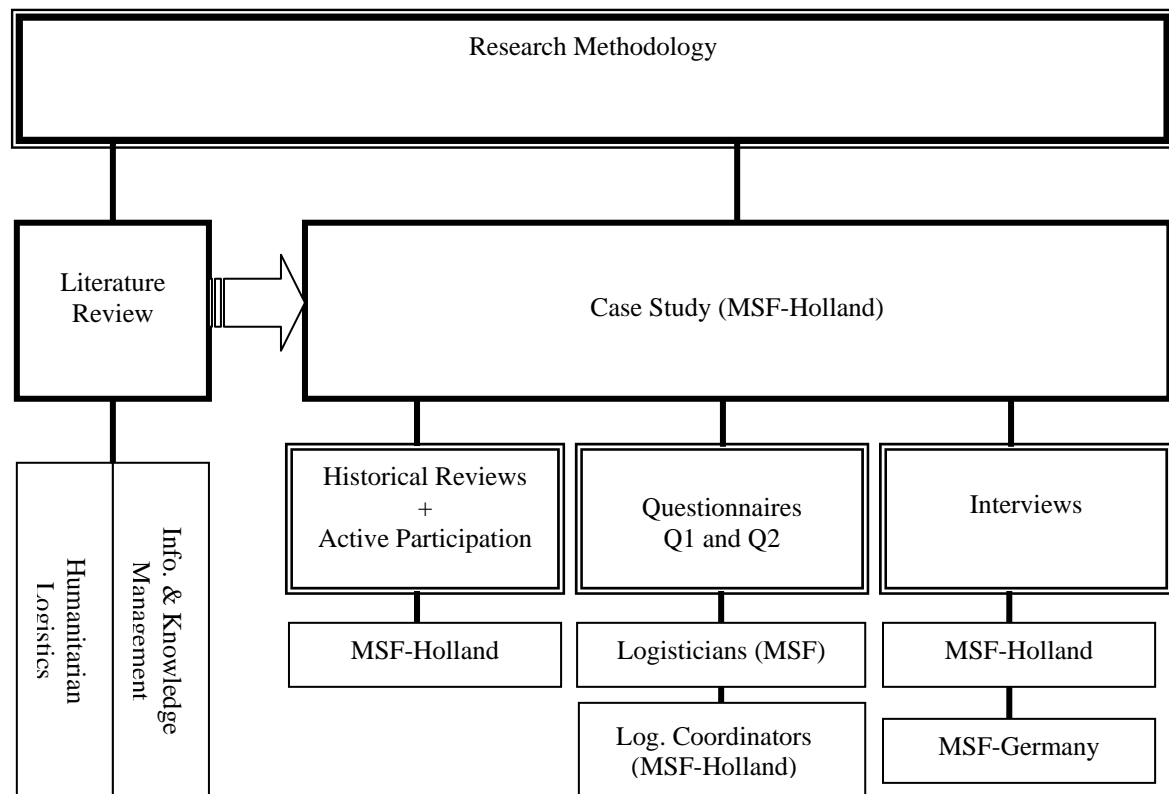 Research Methodology
Literature
Review
Case Study (MSF-Holland)
Historical Reviews
+
Active Participation
Questionnaires
Q1 and Q2
Interviews
Humanitarian
Logistics
Info. & Knowledge
Management
MSF-Holland
Logisticians (MSF)
MSF-Holland
Log. Coordinators
(MSF-Holland)
MSF-Germany